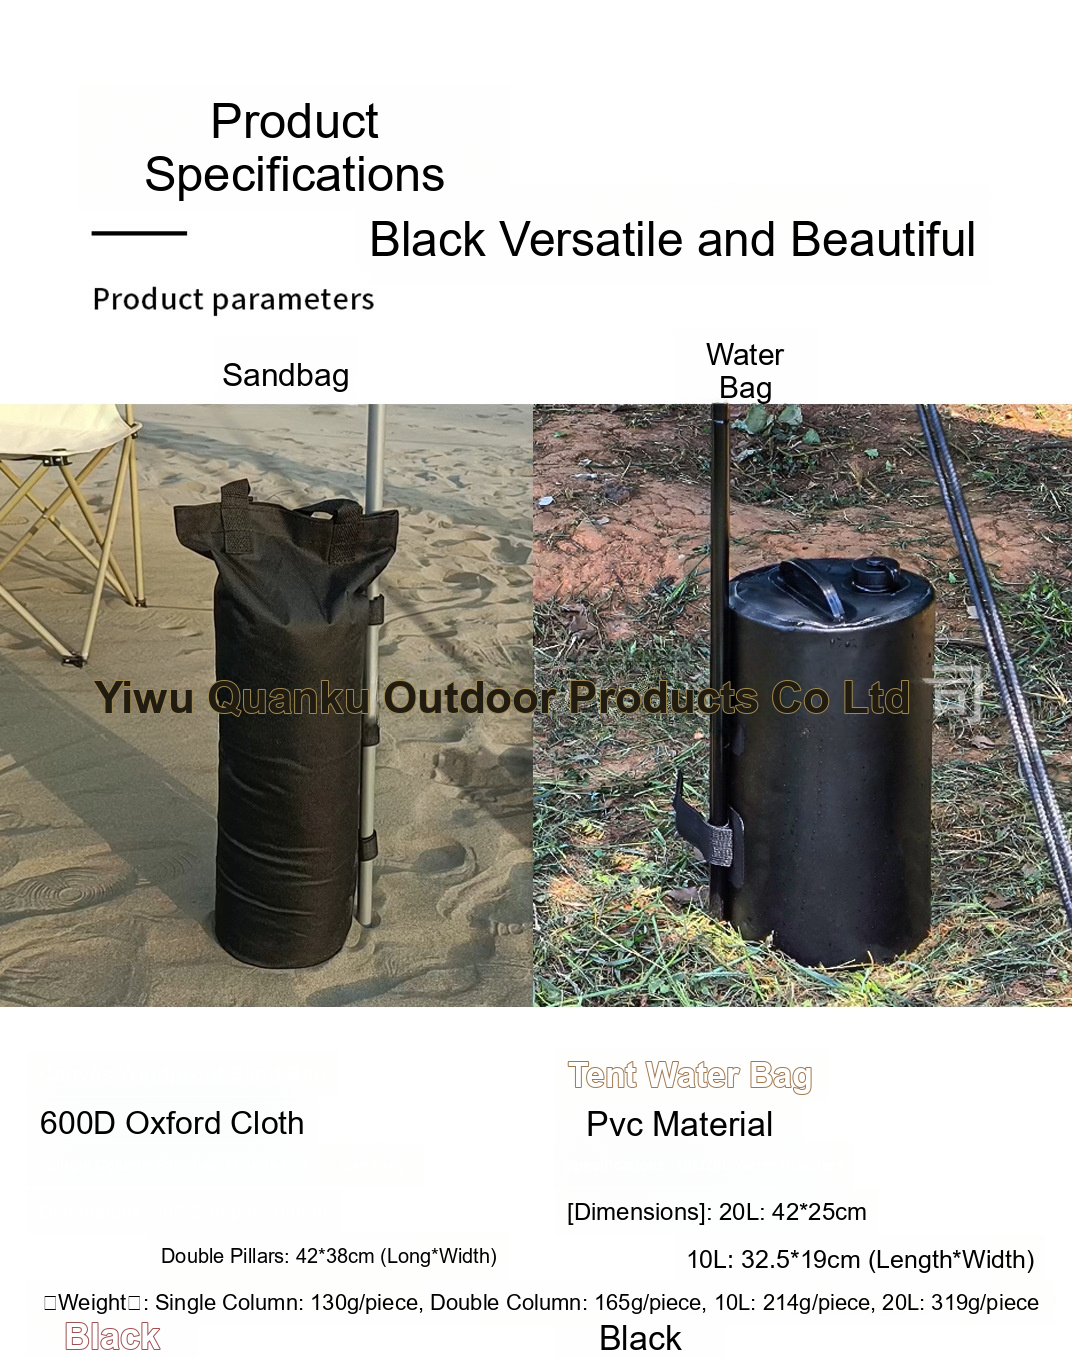 Product
Specifications
Black Versatile and Beautiful
Product parameters
Sandbag
Water
Bag
Yiwu Quanku Outdoor Products Co Ltd
Tent Water Bag
600D Oxford Cloth
Pvc Material
[Dimensions]: 20L: 42*25cm
Double Pillars: 42*38cm (Long*Width)
10L: 32.5*19cm (Length*Width)
□Weight□: Single Column: 130g/piece, Double Column: 165g/piece, 10L: 214g/piece, 20L: 319g/piece
Black
Black